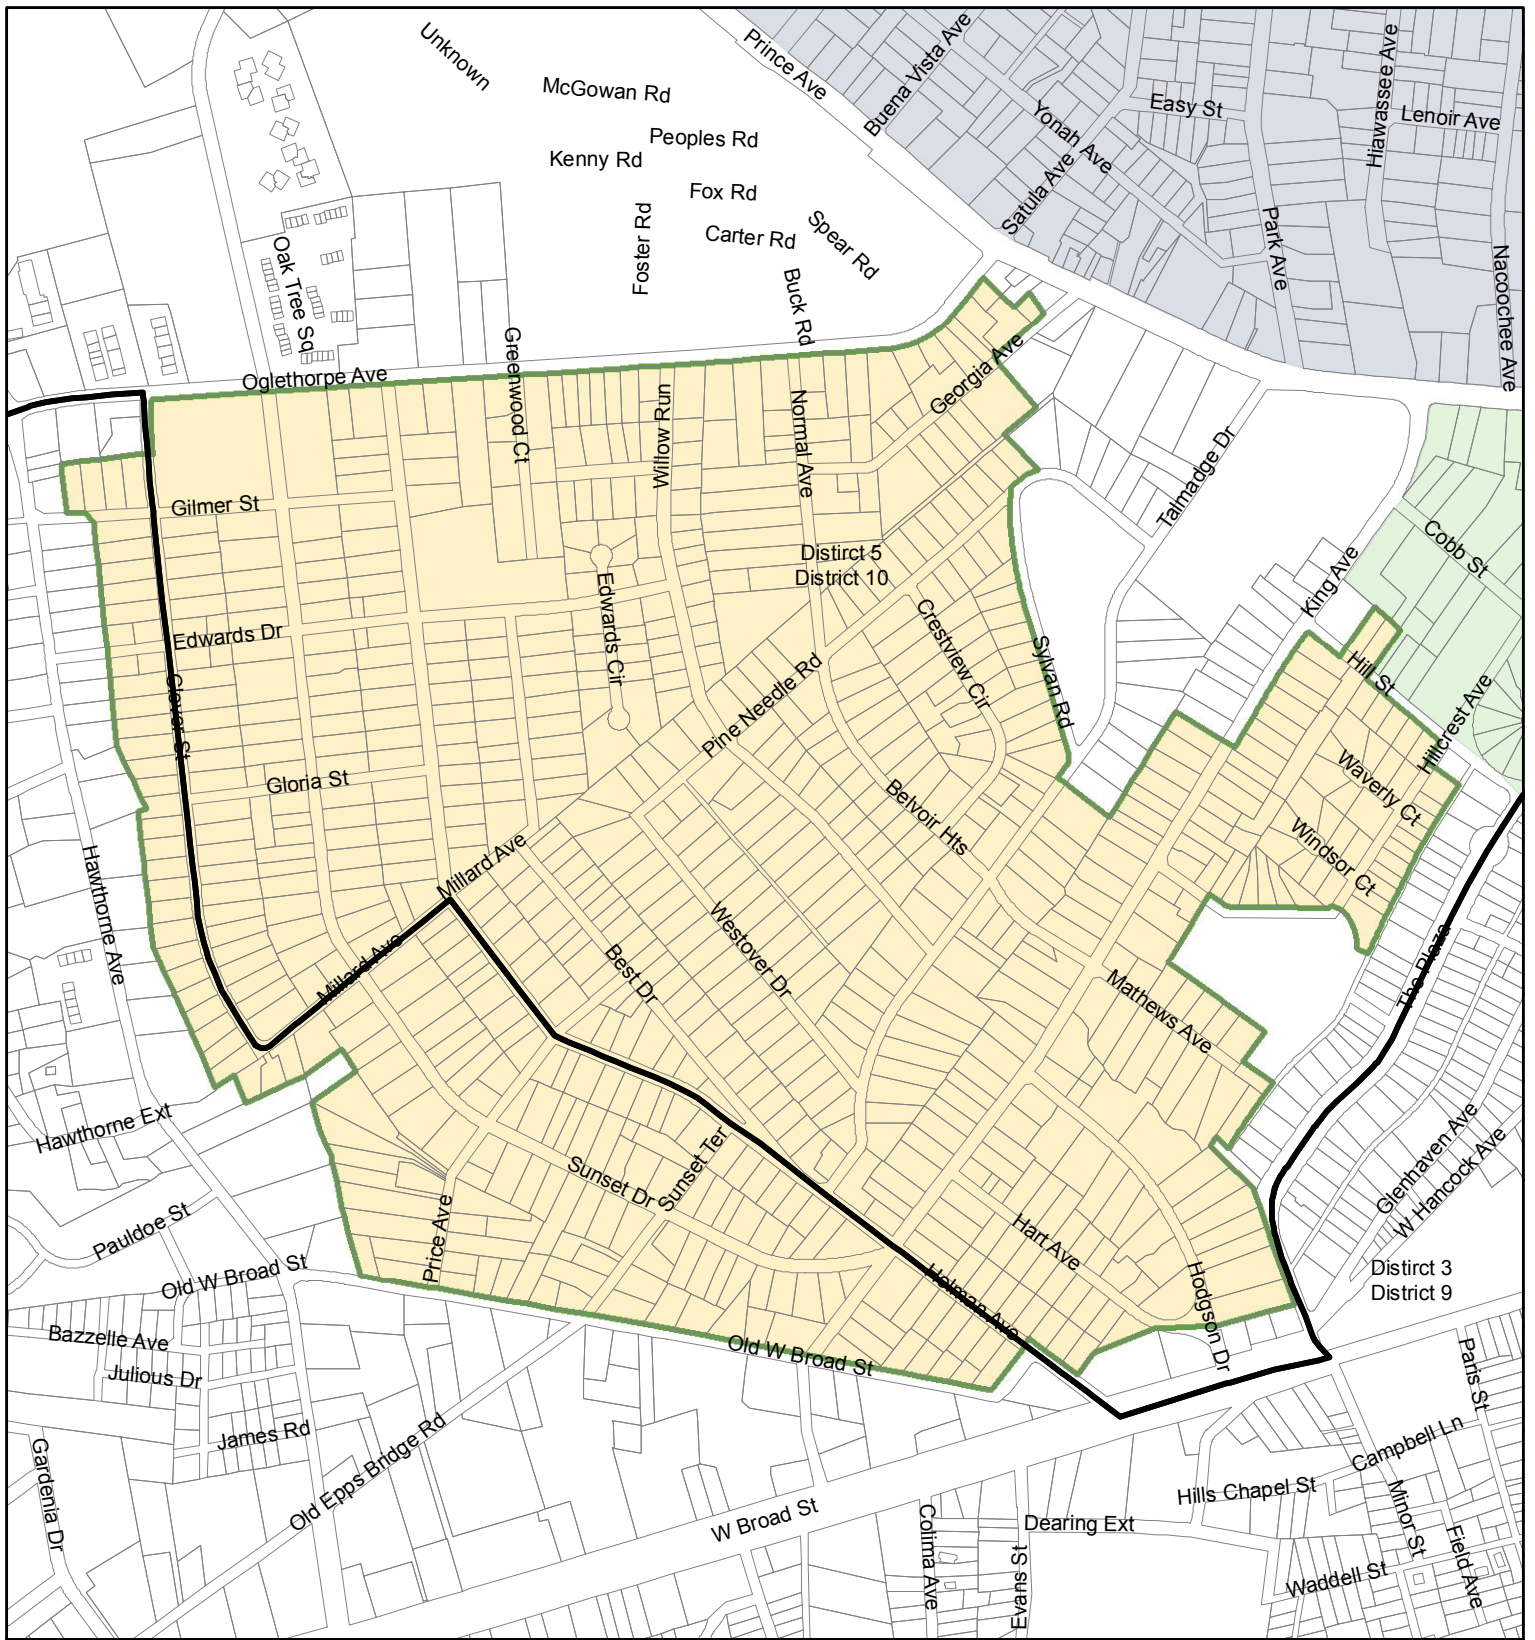 Unknown
Prince Ave
Buena Vista Ave
McGowan Rd
Peoples Rd
Kenny Rd
Fox Rd
Foster Rd
Carter Rd
Spear Rd
Buck Rd
Yonah Ave
Easy St
Hiawassee Ave
Lenoir Ave
Satula Ave
Park Ave
Nacoochee Ave
Oak Tree Sq
Oglethorpe Ave
Greenwood Ct
Willow Run
Normal Ave
Georgia Ave
Talmadge Dr
Gilmer St
Distirct 5
District 10
Cobb St
King Ave
Edwards Dr
Edwards Cir
Crestview Cir
Sylvan Rd
Hill St
Hillcrest Ave
Clover St
Pine Needle Rd
Gloria St
Belvoir Hts
Waverly Ct
Windsor Ct
Hawthorne Ave
Millard Ave
Millard Ave
Best Dr
Westover Dr
Mathews Ave
The Plaza
Hawthorne Ext
Sunset Dr
Sunset Ter
Glenhaven Ave
W Hancock Ave
Pauldoe St
Price Ave
Hart Ave
Hodgson Dr
Holman Ave
Distirct 3
District 9
Old W Broad St
Bazzelle Ave
Julious Dr
Old W Broad St
Paris St
James Rd
Gardenia Dr
Old Epps Bridge Rd
W Broad St
Colima Ave
Evans St
Dearing Ext
Hills Chapel St
Campbell Ln
Minor St
Field Ave
Waddell St